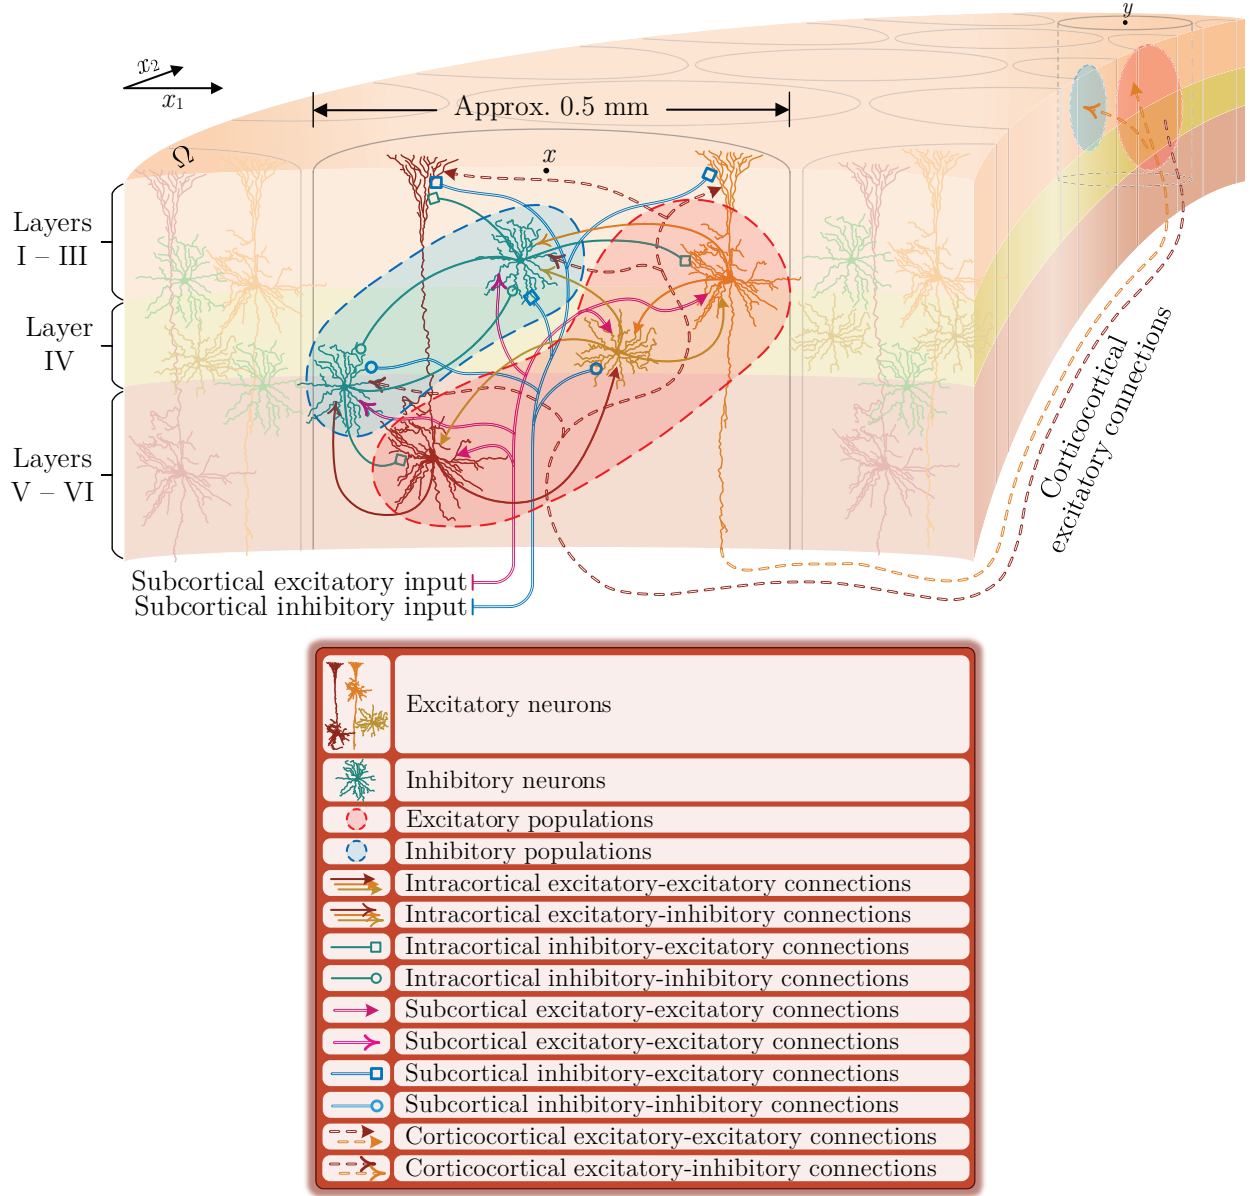 y
x₂
x₁
Approx. 0.5 mm
Ω
x
Layers
I – III
Layer
IV
Layers
V – VI
Corticocortical
excitatory connections
Subcortical excitatory input
Subcortical inhibitory input
Excitatory neurons
Inhibitory neurons
Excitatory populations
Inhibitory populations
Intracortical excitatory-excitatory connections
Intracortical excitatory-inhibitory connections
Intracortical inhibitory-excitatory connections
Intracortical inhibitory-inhibitory connections
Subcortical excitatory-excitatory connections
Subcortical excitatory-excitatory connections
Subcortical inhibitory-excitatory connections
Subcortical inhibitory-inhibitory connections
Corticocortical excitatory-excitatory connections
Corticocortical excitatory-inhibitory connections